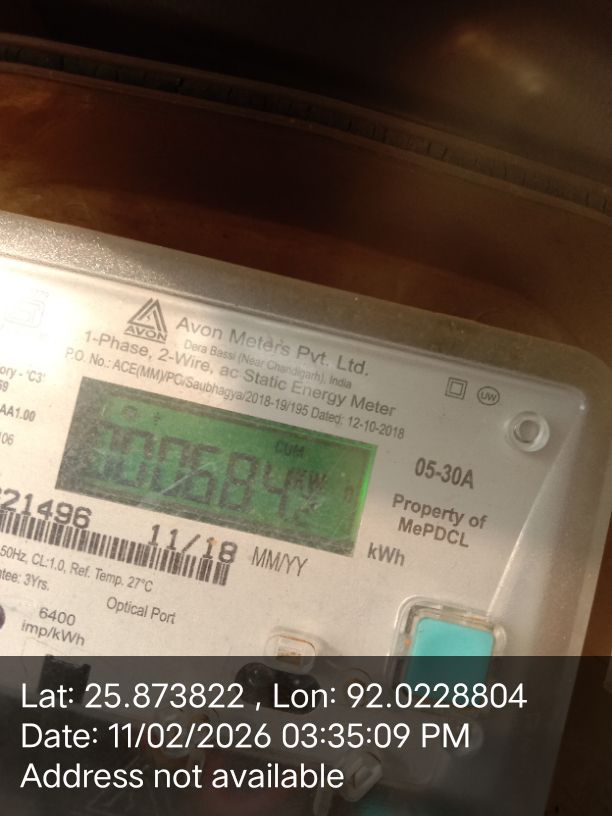 AVON
Avon Meters Pvt. Ltd.
Dera Bassi (Near Chandigarh), India
1-Phase, 2-Wire, ac Static Energy Meter
P.O. No.: ACE(MM)/PC/Saubhagya/2018-19/195 Dated: 12-10-2018
UW
ory - 'C3'
AA1.00
106
CUM
000684
KW
05-30A
Property of
MePDCL
kWh
21496
11/18 MM/YY
50Hz, CL:1.0, Ref. Temp. 27°C
tee: 3Yrs.
6400
imp/kWh
Optical Port
Lat: 25.873822 , Lon: 92.0228804
Date: 11/02/2026 03:35:09 PM
Address not available